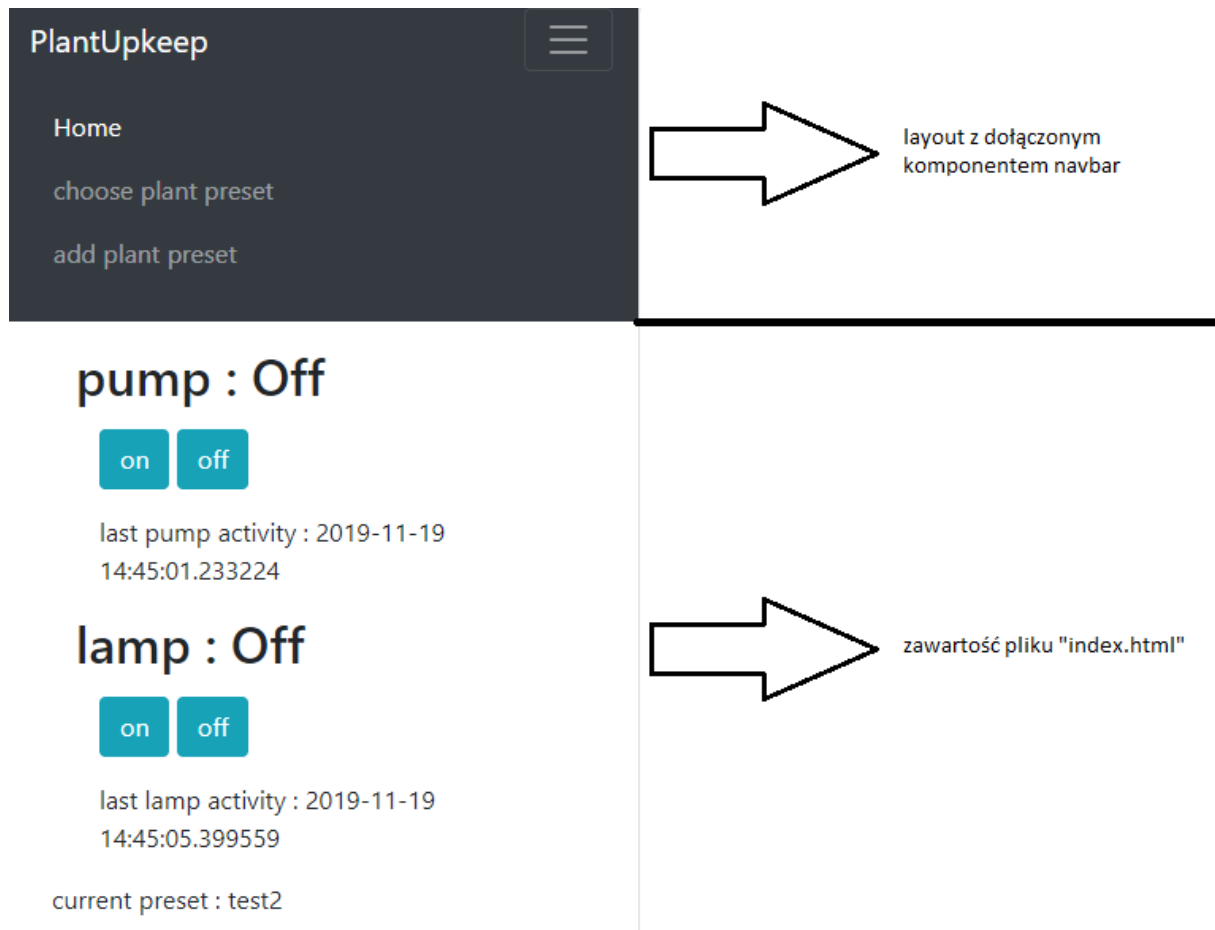 PlantUpkeep
Home
choose plant preset
add plant preset
layout z dołączonym
komponentem navbar
pump : Off
on off
last pump activity : 2019-11-19
14:45:01.233224
lamp : Off
on off
last lamp activity : 2019-11-19
14:45:05.399559
current preset : test2
zawartość pliku "index.html"